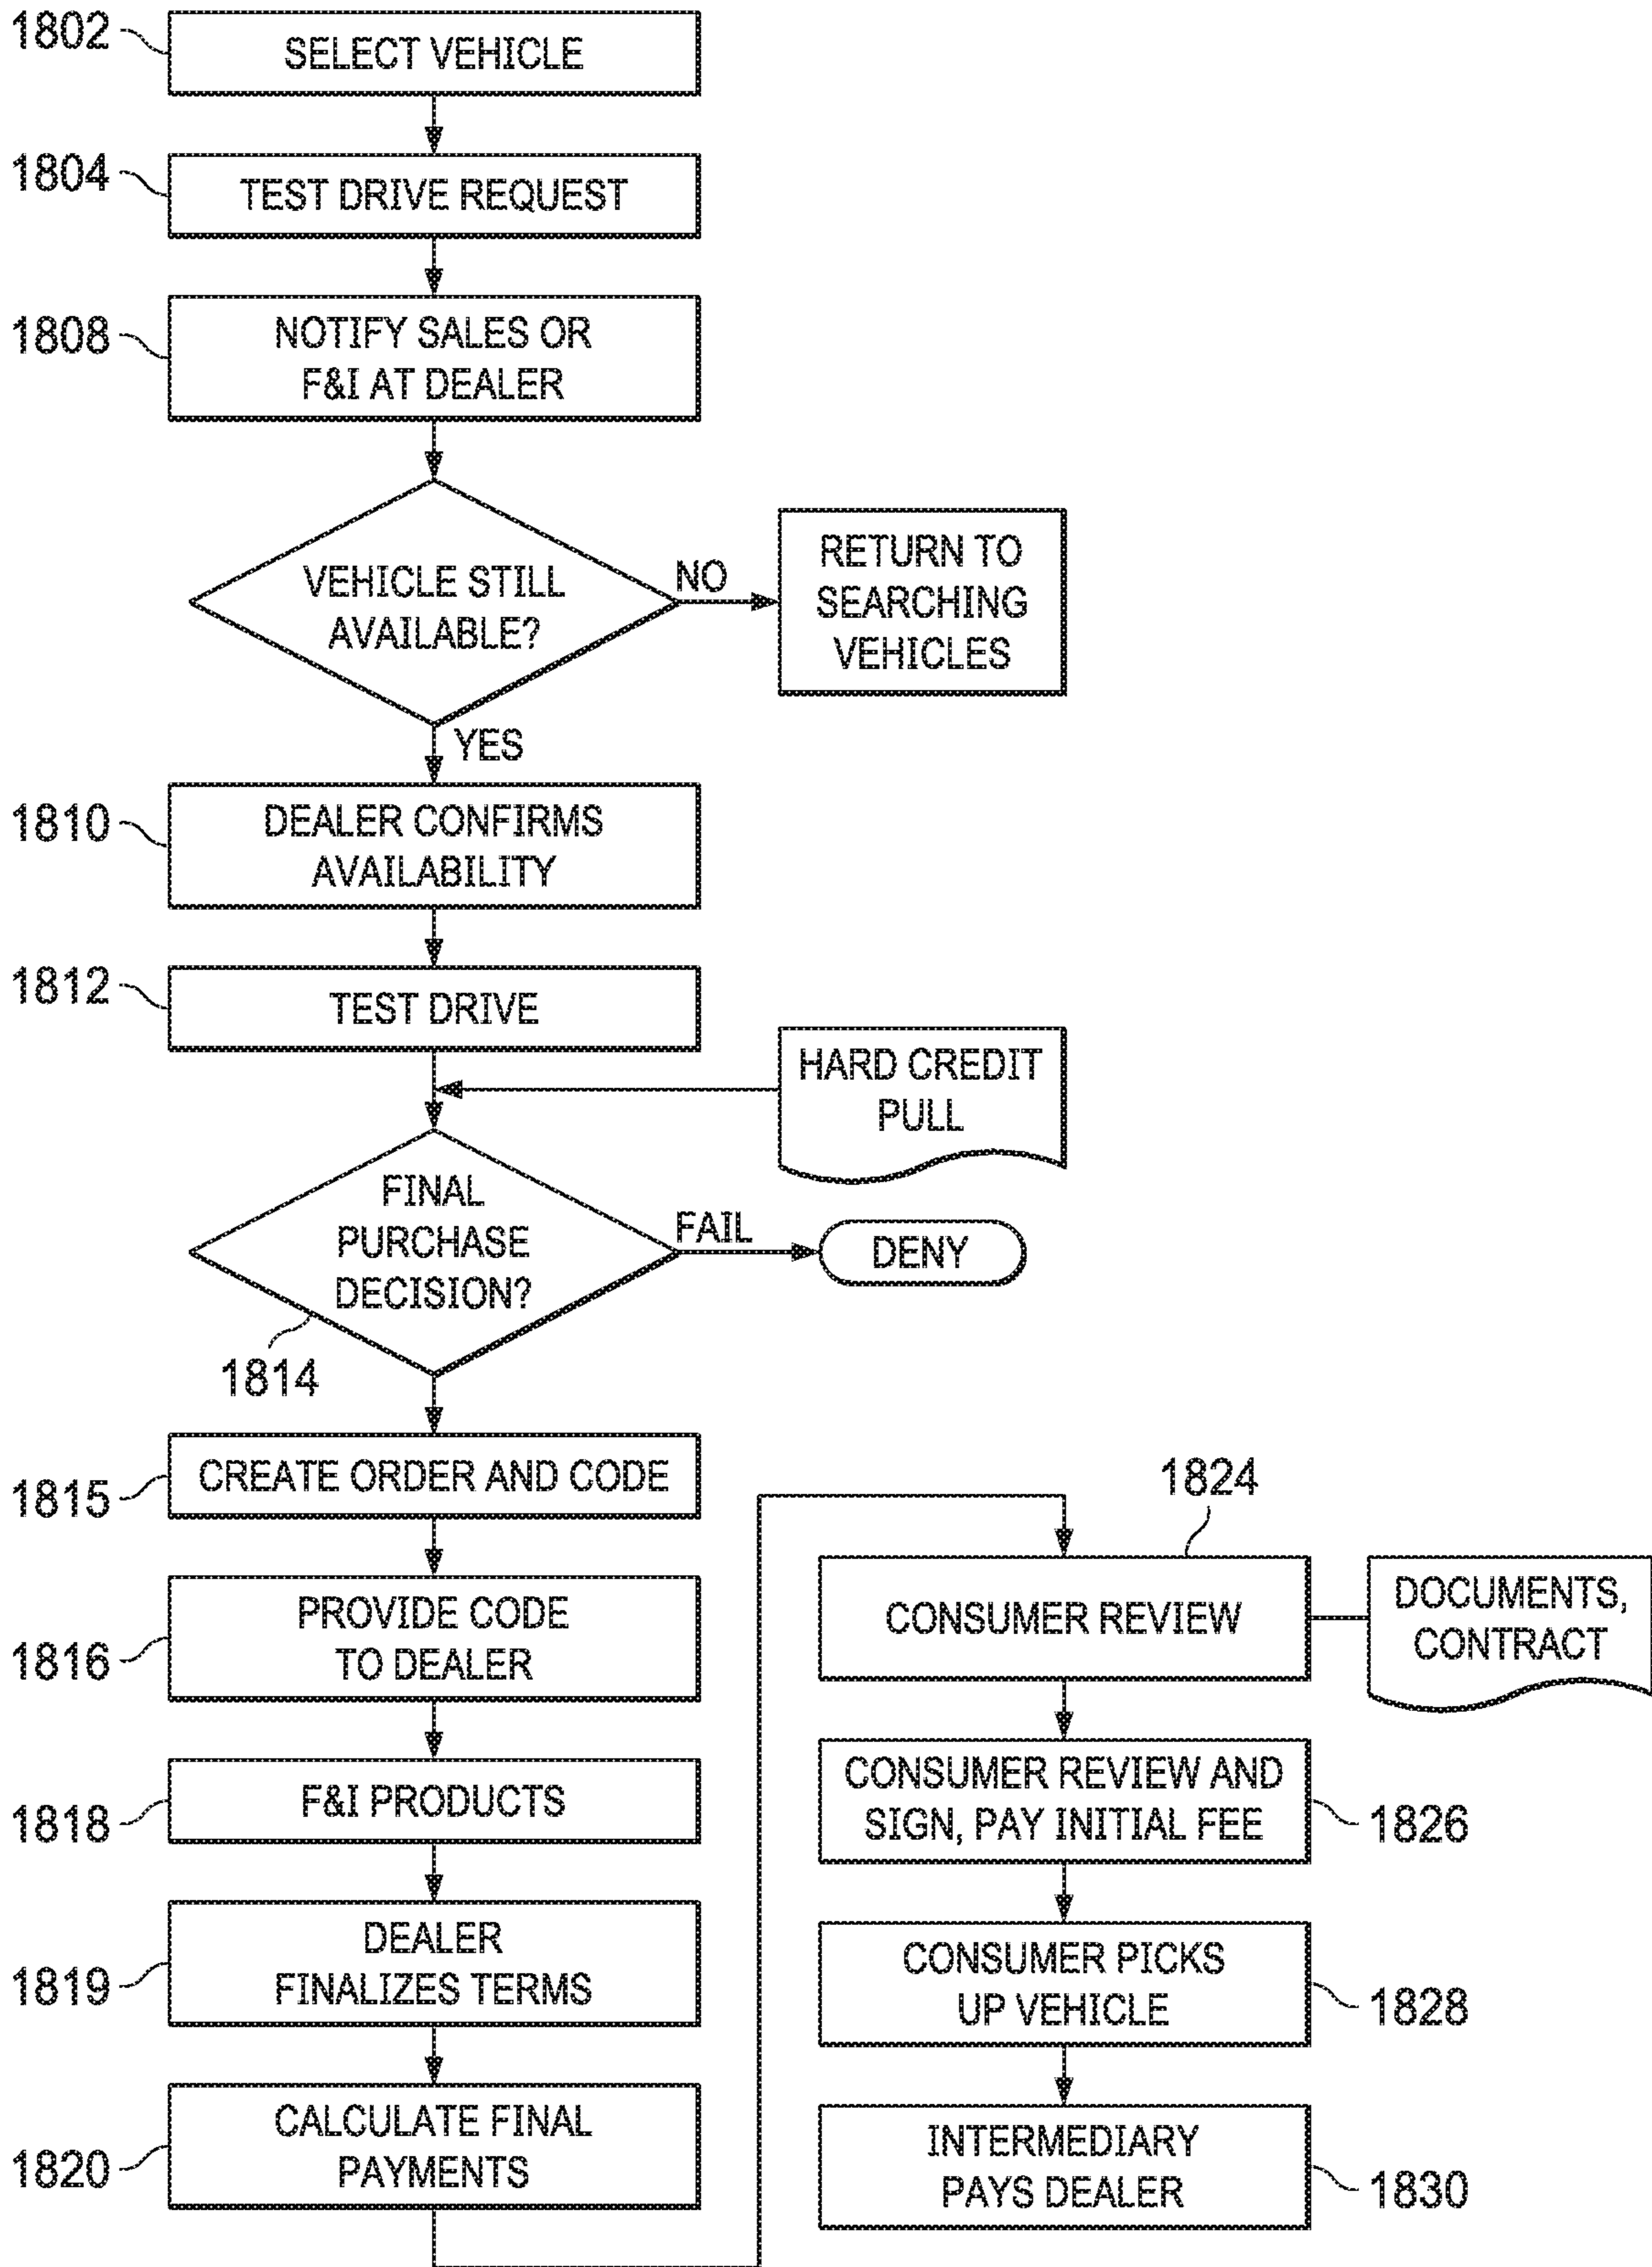 1802
SELECT VEHICLE
1804
TEST DRIVE REQUEST
1808
NOTIFY SALES OR
F&I AT DEALER
VEHICLE STILL
AVAILABLE?
NO
RETURN TO
SEARCHING
VEHICLES
YES
1810
DEALER CONFIRMS
AVAILABILITY
1812
TEST DRIVE
HARD CREDIT
PULL
FINAL
PURCHASE
DECISION?
FAIL
DENY
1814
1815
CREATE ORDER AND CODE
1816
PROVIDE CODE
TO DEALER
1818
F&I PRODUCTS
1819
DEALER
FINALIZES TERMS
1820
CALCULATE FINAL
PAYMENTS
1824
CONSUMER REVIEW
DOCUMENTS,
CONTRACT
CONSUMER REVIEW AND
SIGN, PAY INITIAL FEE
1826
CONSUMER PICKS
UP VEHICLE
1828
INTERMEDIARY
PAYS DEALER
1830